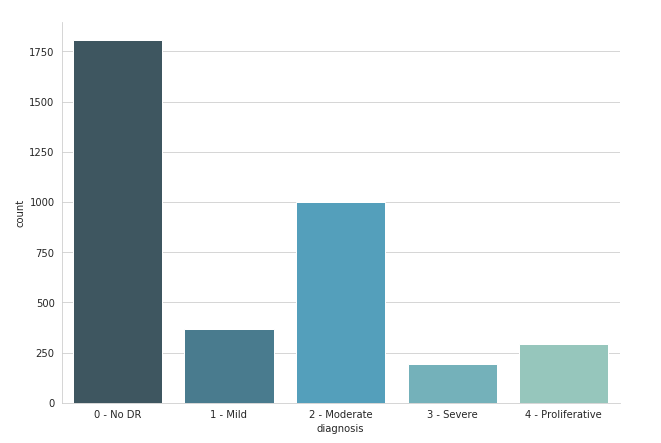 1750
1500
1250
1000
750
500
250
0
count
0 - No DR
1 - Mild
2 - Moderate
3 - Severe
4 - Proliferative
diagnosis